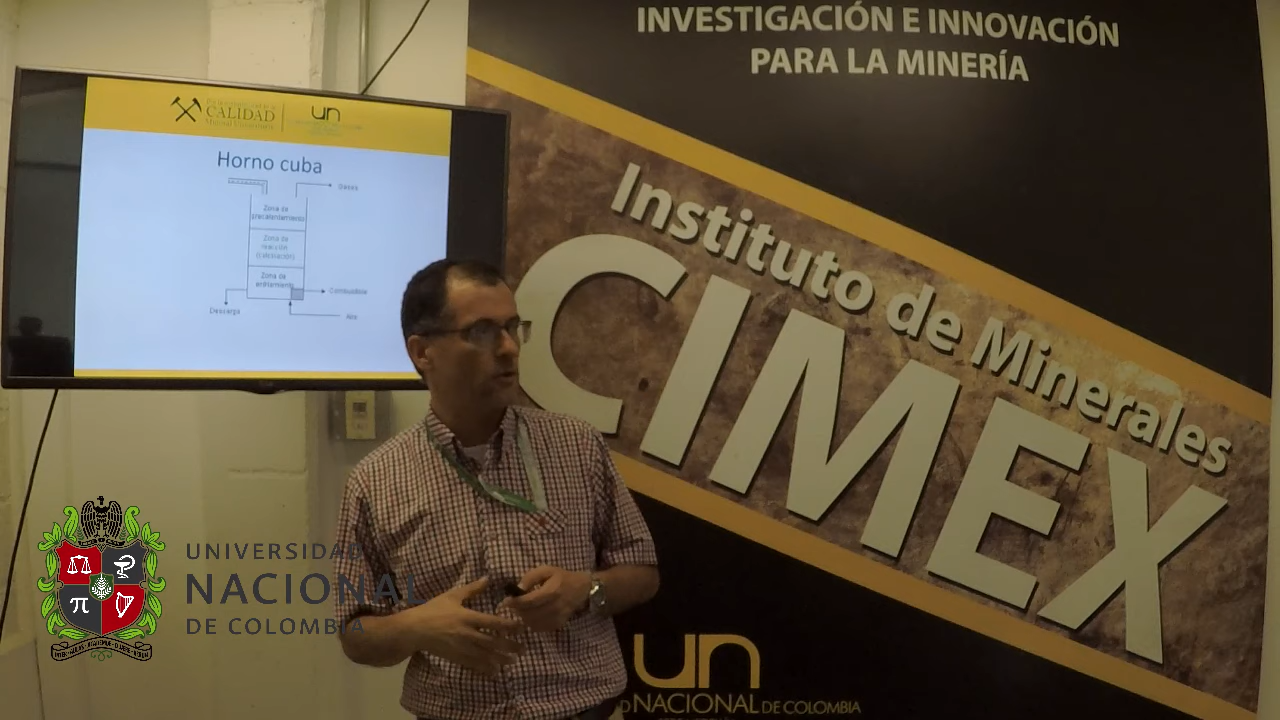 INVESTIGACIÓN E INNOVACIÓN
PARA LA MINERÍA
Instituto de Minerales
CIMEX
CALIDAD
un
Horno cuba
Gases
Zona de
precalentamiento
Zona de
reacción
(calcinación)
Zona de
enfriamiento
Combustible
Descarga
Aire
UNIVERSIDAD
NACIONAL
DE COLOMBIA
π
un
D NACIONAL DE COLOMBIA